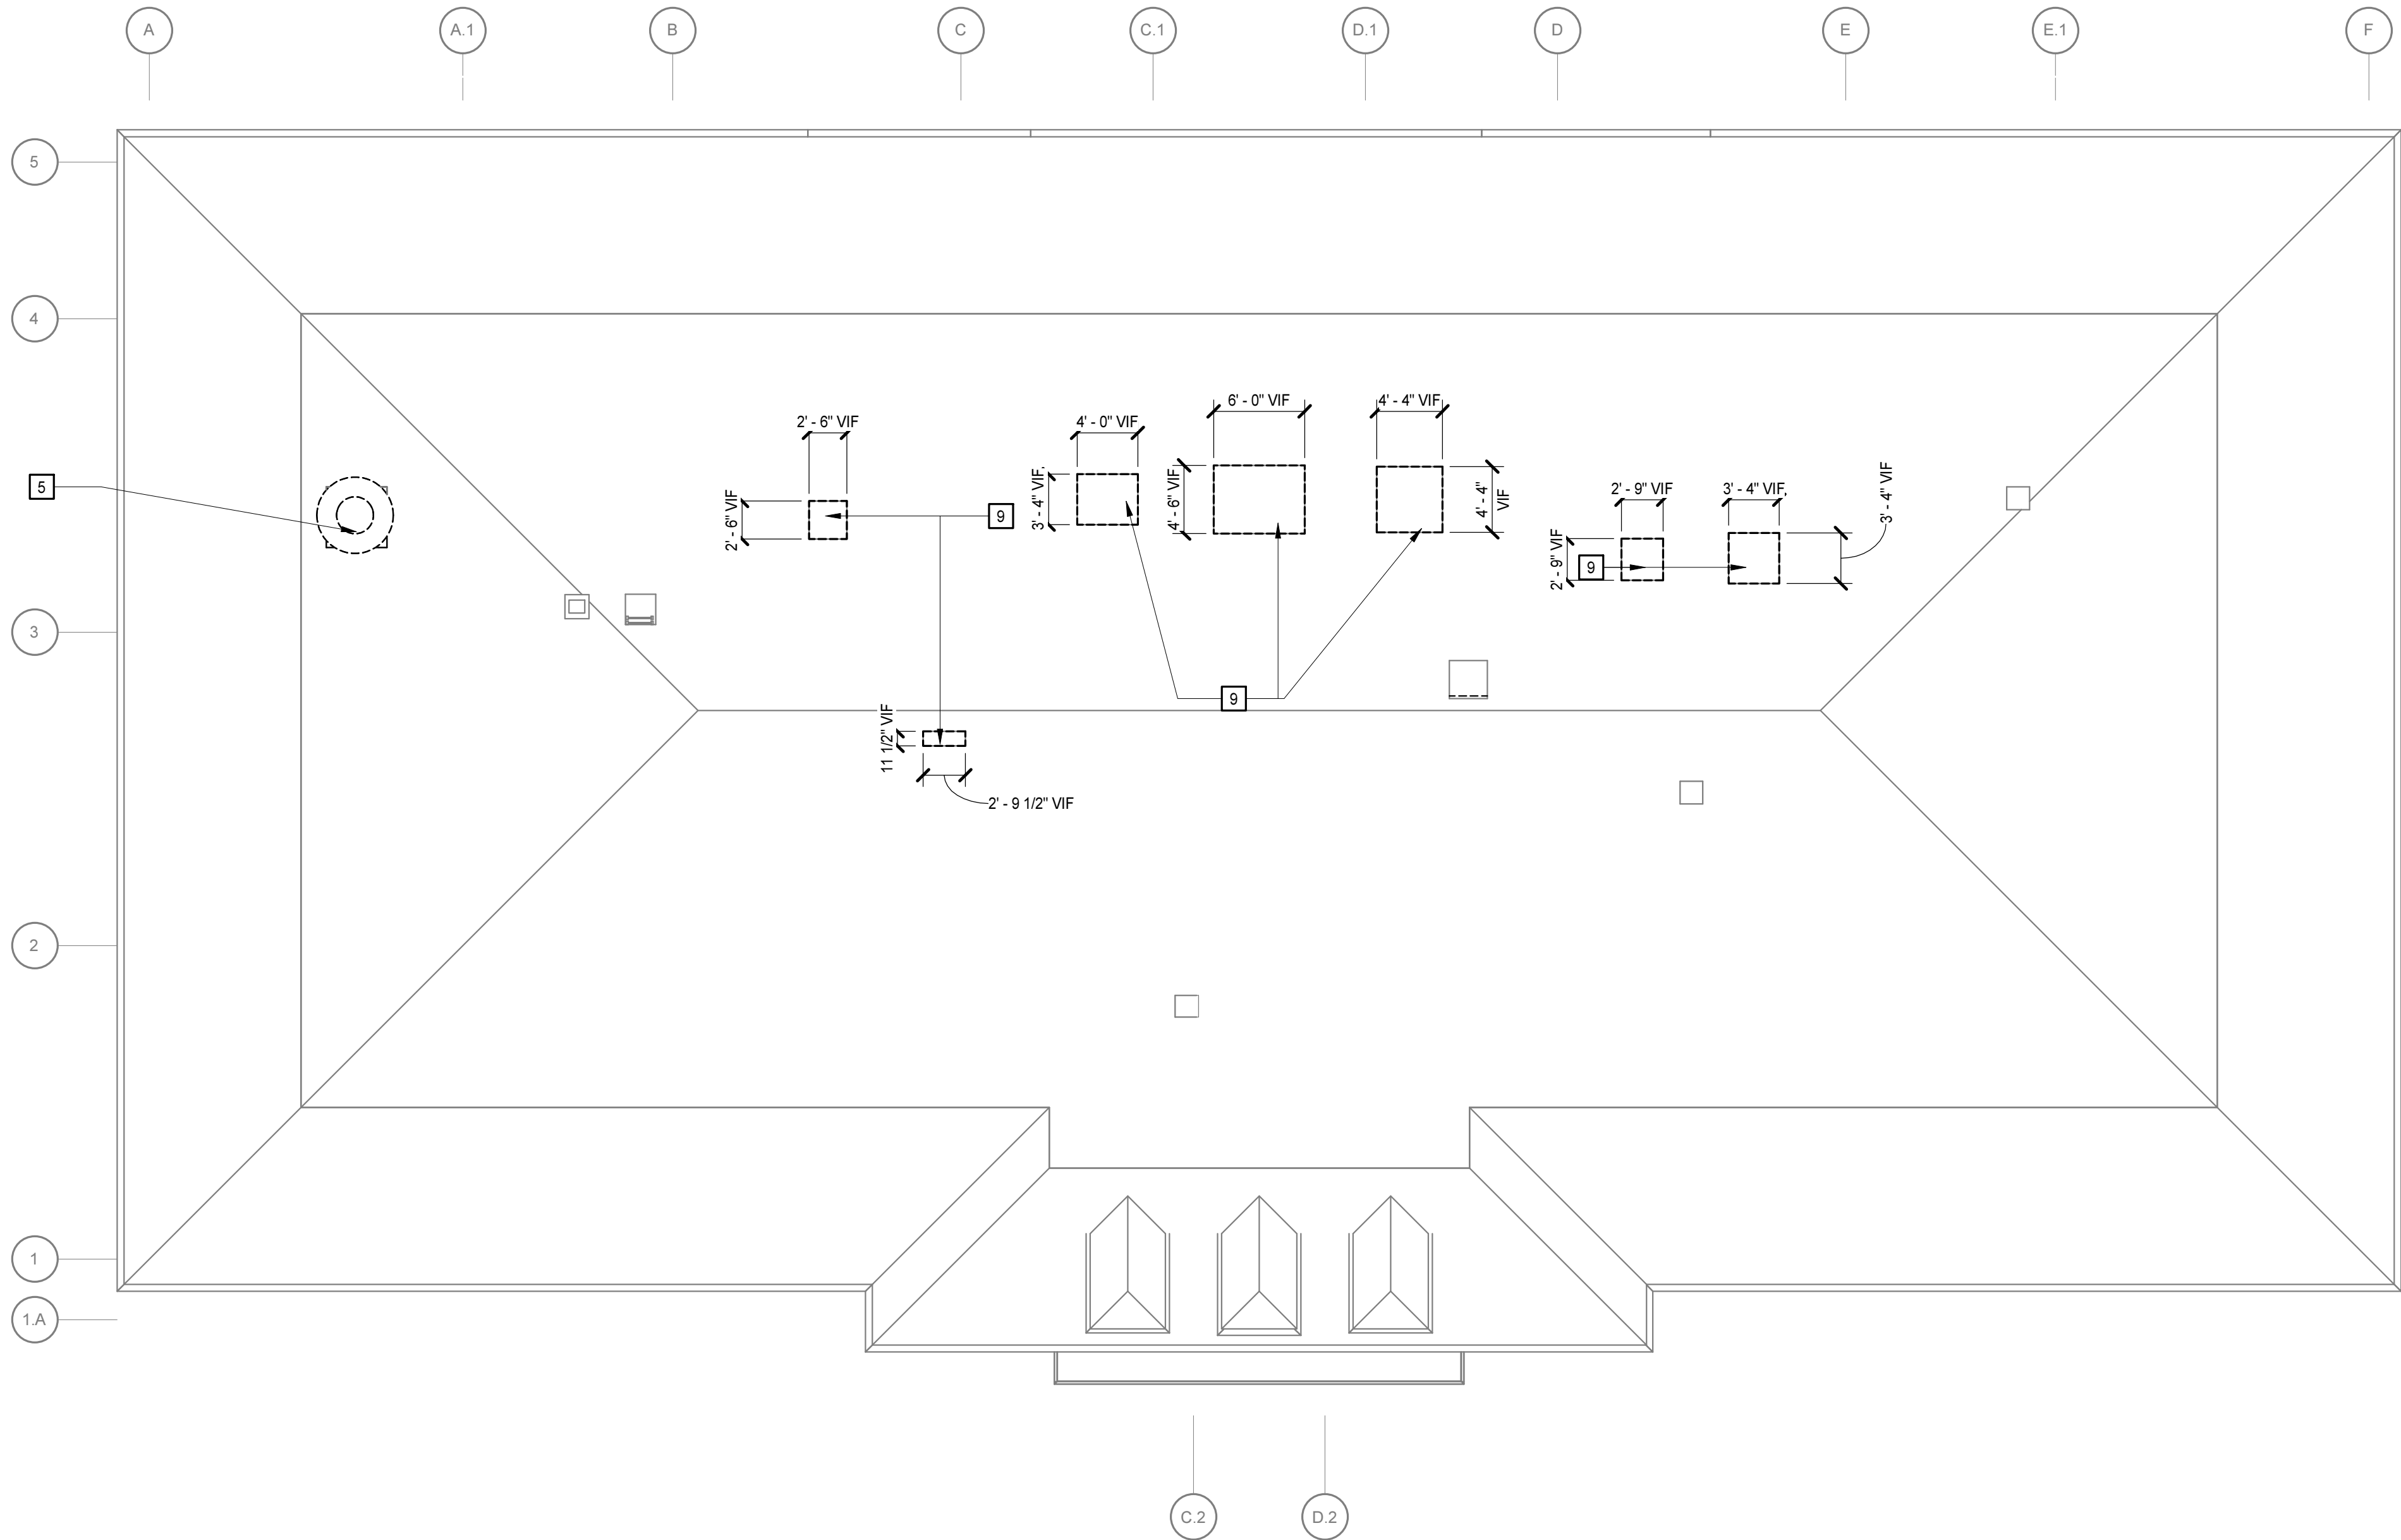 A
A.1
B
C
C.1
D.1
D
E
E.1
F
5
4
3
2
1
1.A
6' - 0" VIF
4' - 4" VIF
2' - 6" VIF
4' - 0" VIF
3' - 4" VIF
4' - 6" VIF
4' - 4"
VIF
2' - 9" VIF
3' - 4" VIF
3' - 4" VIF
5
2' - 6" VIF
9
2' - 9" VIF
9
9
11 1/2" VIF
2' - 9 1/2" VIF
C.2
D.2